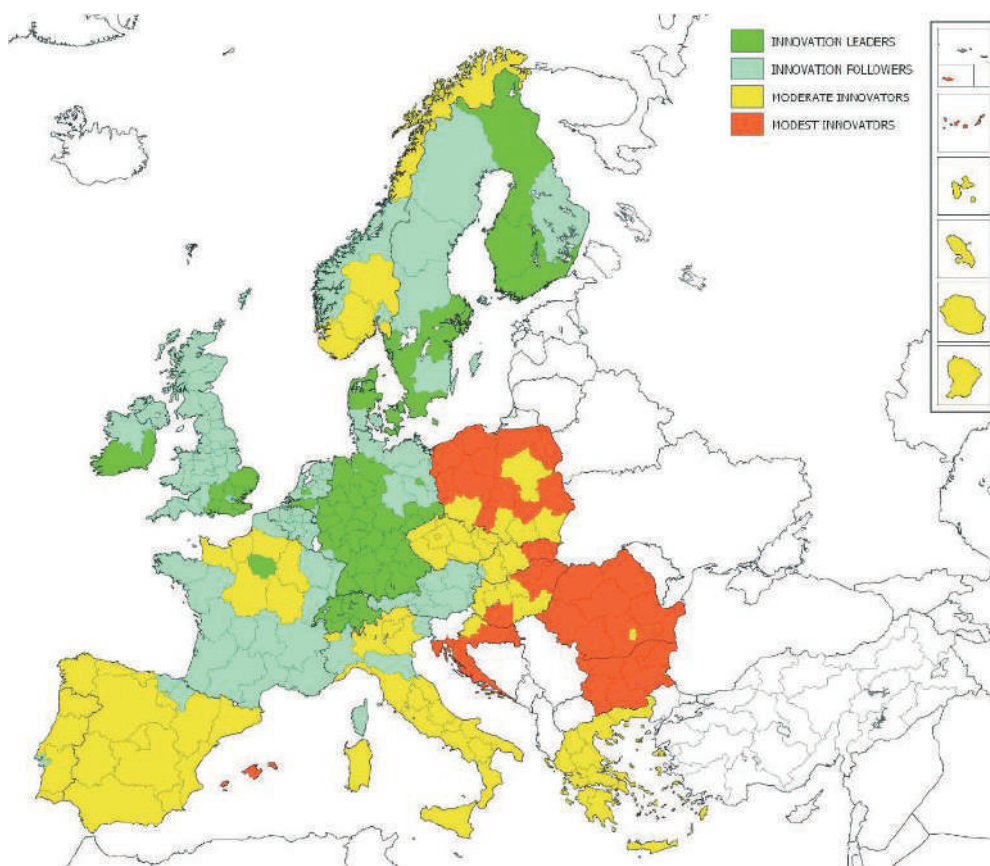 INNOVATION LEADERS
INNOVATION FOLLOWERS
MODERATE INNOVATORS
MODEST INNOVATORS